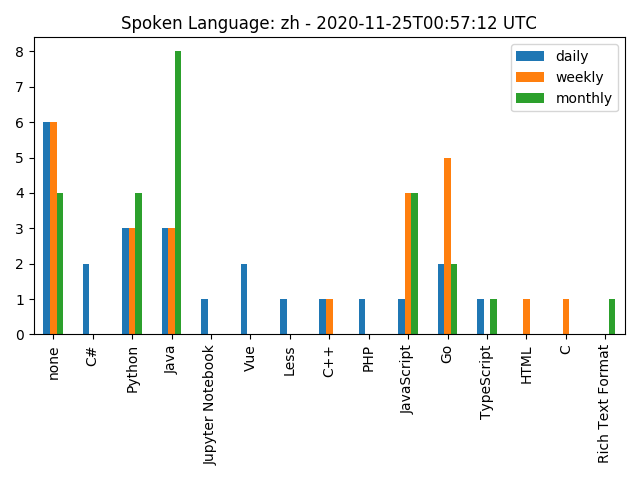 Spoken Language: zh - 2020-11-25T00:57:12 UTC
daily
weekly
monthly
8
7
6
5
4
3
2
1
0
none
C#
Python
Java
Jupyter Notebook
Vue
Less
C++
PHP
JavaScript
Go
TypeScript
HTML
C
Rich Text Format